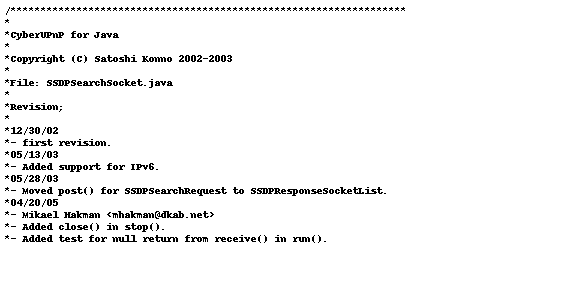 /******************************************************************
*
*CyberUPnP for Java
*
*Copyright (C) Satoshi Konno 2002-2003
*
*File: SSDPSearchSocket.java
*
*Revision;
*
*12/30/02
*- first revision.
*05/13/03
*- Added support for IPv6.
*05/28/03
*- Moved post() for SSDPSearchRequest to SSDPResponseSocketList.
*04/20/05
*- Mikael Hakman <mhakman@dkab.net>
*- Added close() in stop().
*- Added test for null return from receive() in run().